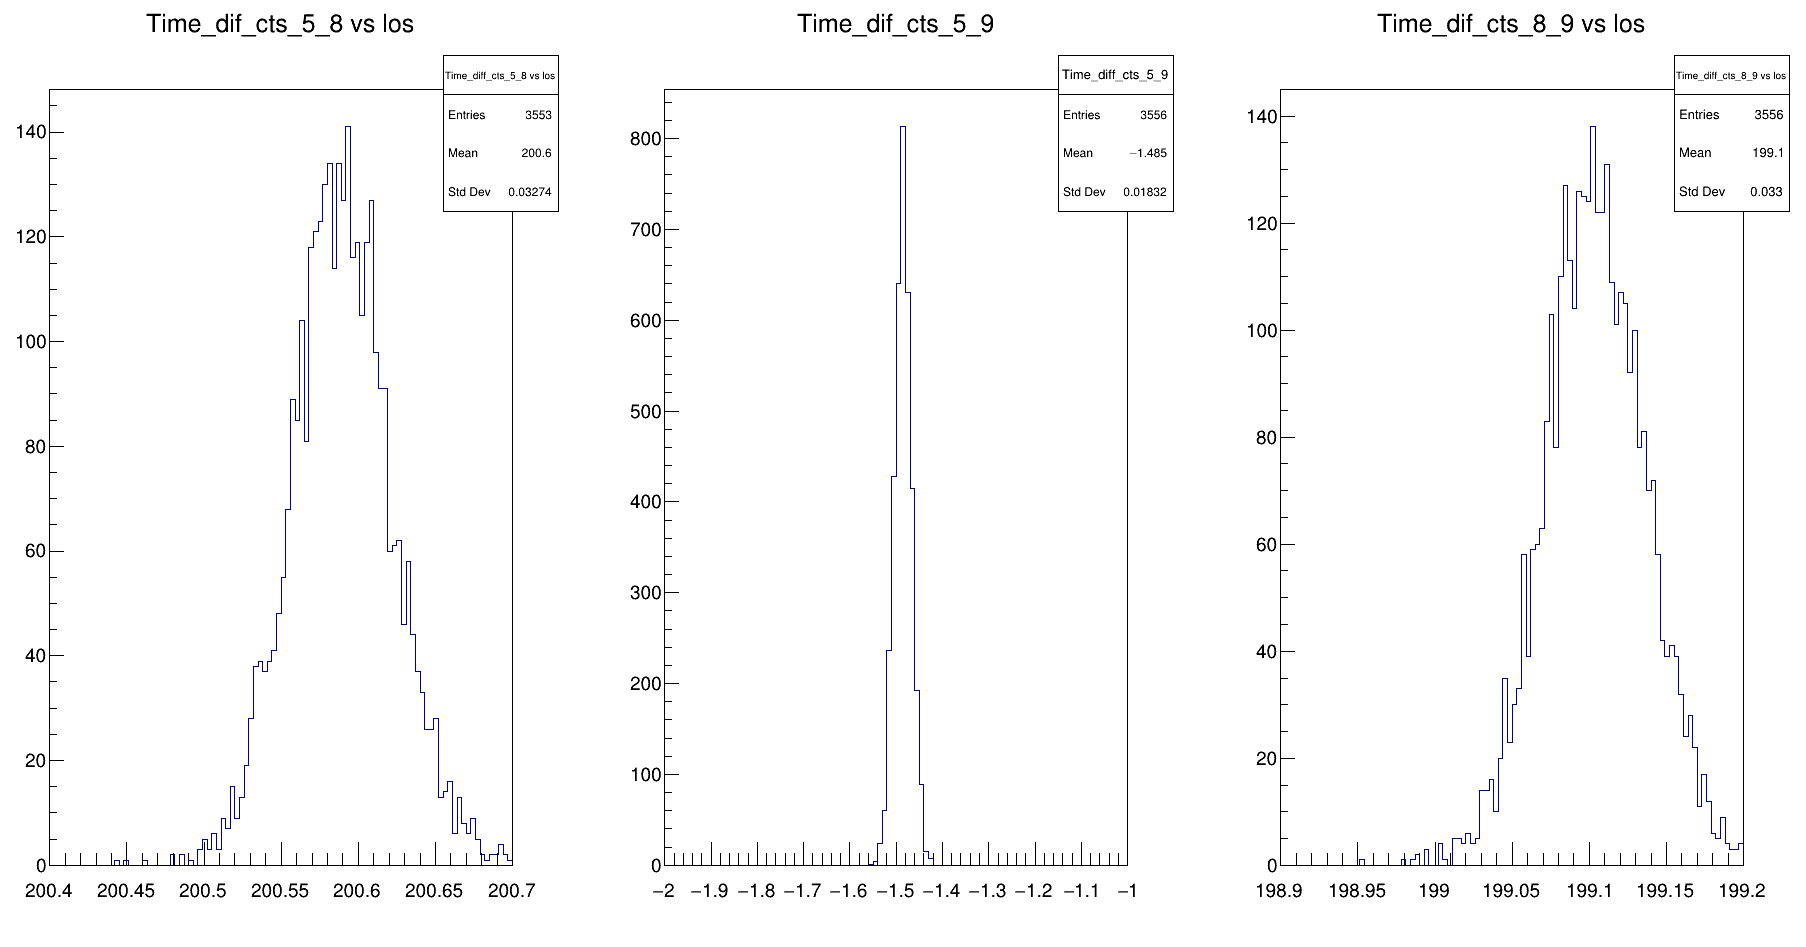 Time_dif_cts_5_8 vs los
Time_diff_cts_5_8 vs los
Entries 3553
Mean 200.6
Std Dev 0.03274
140
120
100
80
60
40
20
0
200.4 200.45 200.5 200.55 200.6 200.65 200.7
Time_dif_cts_5_9
Time_diff_cts_5_9
Entries 3556
Mean −1.485
Std Dev 0.01832
800
700
600
500
400
300
200
100
0
−2 −1.9 −1.8 −1.7 −1.6 −1.5 −1.4 −1.3 −1.2 −1.1 −1
Time_dif_cts_8_9 vs los
Time_diff_cts_8_9 vs los
Entries 3556
Mean 199.1
Std Dev 0.033
140
120
100
80
60
40
20
0
198.9 198.95 199 199.05 199.1 199.15 199.2